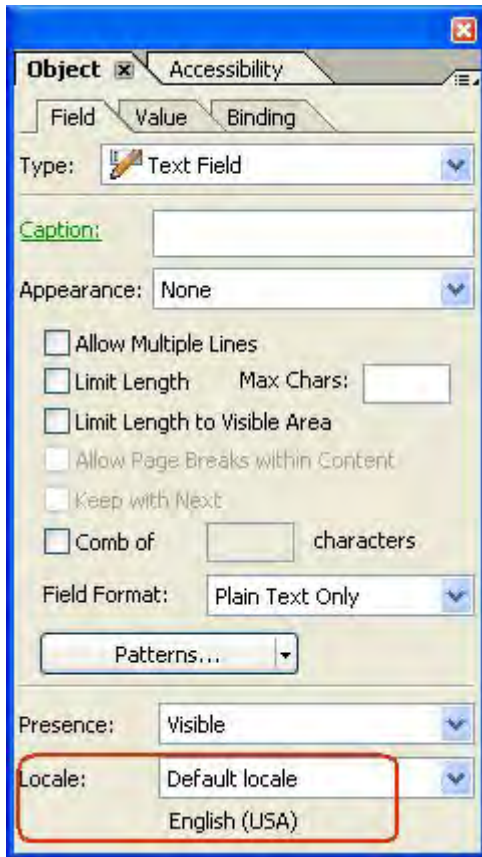 Object Accessibility
Field Value Binding
Type: Text Field
Caption:
Appearance: None
Allow Multiple Lines
Limit Length Max Chars:
Limit Length to Visible Area
Allow Page Breaks within Content
Keep with Next
Comb of characters
Field Format: Plain Text Only
Patterns...
Presence: Visible
Locale: Default locale
English (USA)